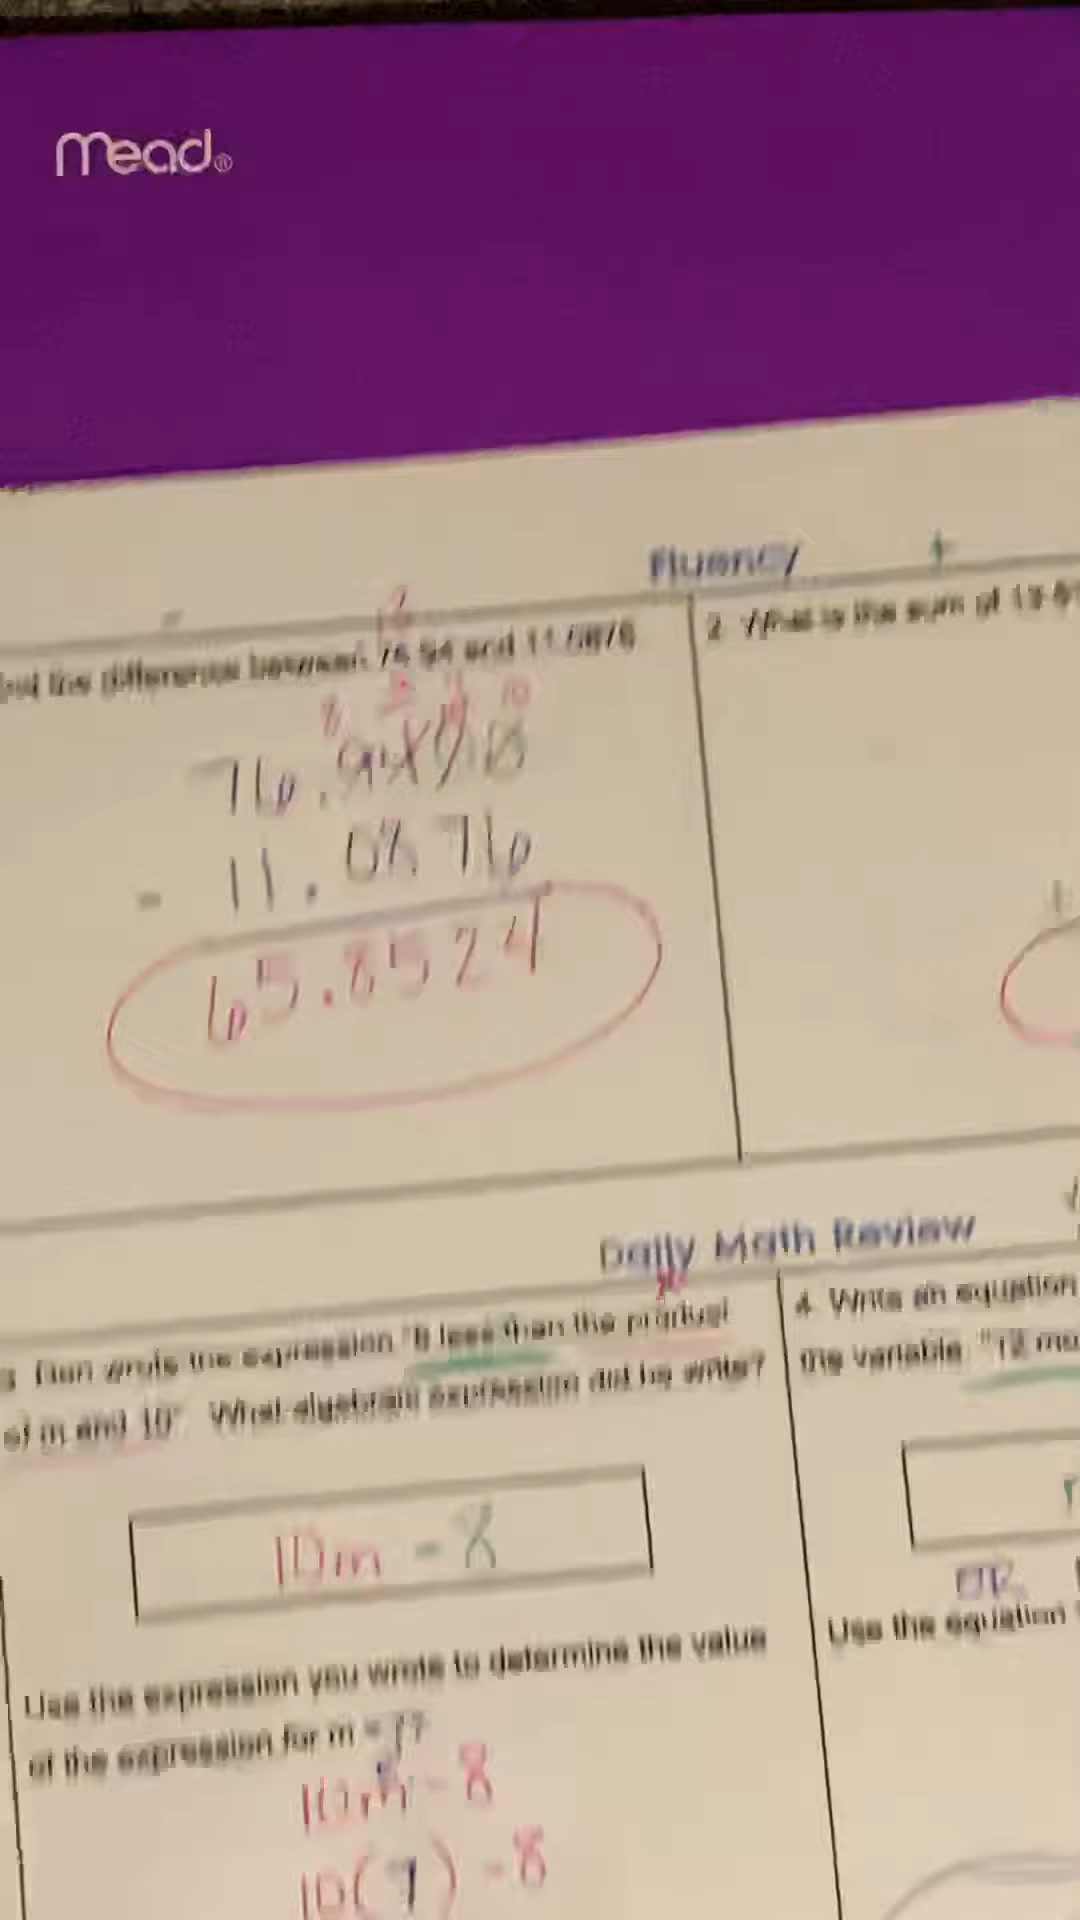 Mead®
Fluency
the difference between 76.94 and 11.0876
2. What is the sum of
76.94
- 11.0876
65.8524
Daily Math Review
3. wrote the expression "8 less than the product
4. Write an equation
of m and 10". What algebraic expression did he write?
the variable. "12
10m - 8
OR
Use the expression you wrote to determine the value
Use the equation
of the expression for m = 7?
10m - 8
10(7) - 8